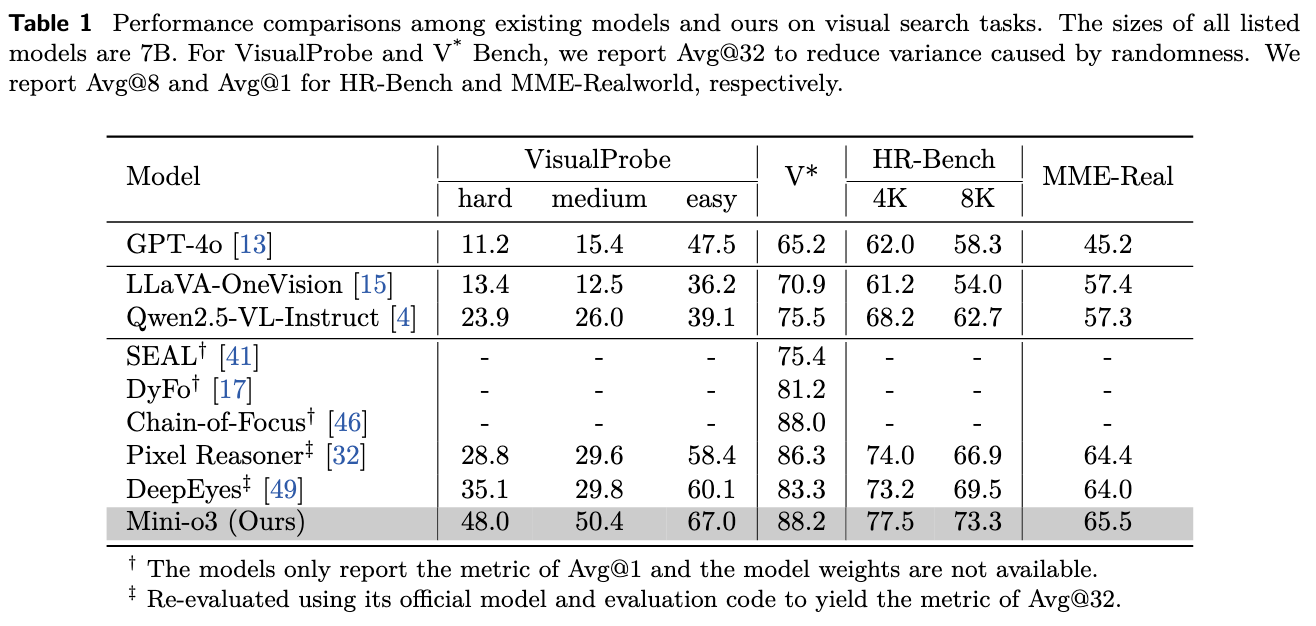 Table 1 Performance comparisons among existing models and ours on visual search tasks. The sizes of all listed
models are 7B. For VisualProbe and V* Bench, we report Avg@32 to reduce variance caused by randomness. We
report Avg@8 and Avg@1 for HR-Bench and MME-Realworld, respectively.
Model VisualProbe V* HR-Bench MME-Real
hard medium easy 4K 8K
GPT-4o [13] 11.2 15.4 47.5 65.2 62.0 58.3 45.2
LLaVA-OneVision [15] 13.4 12.5 36.2 70.9 61.2 54.0 57.4
Qwen2.5-VL-Instruct [4] 23.9 26.0 39.1 75.5 68.2 62.7 57.3
SEAL† [41] - - - 75.4 - - -
DyFo† [17] - - - 81.2 - - -
Chain-of-Focus† [46] - - - 88.0 - - -
Pixel Reasoner‡ [32] 28.8 29.6 58.4 86.3 74.0 66.9 64.4
DeepEyes‡ [49] 35.1 29.8 60.1 83.3 73.2 69.5 64.0
Mini-o3 (Ours) 48.0 50.4 67.0 88.2 77.5 73.3 65.5
† The models only report the metric of Avg@1 and the model weights are not available.
‡ Re-evaluated using its official model and evaluation code to yield the metric of Avg@32.